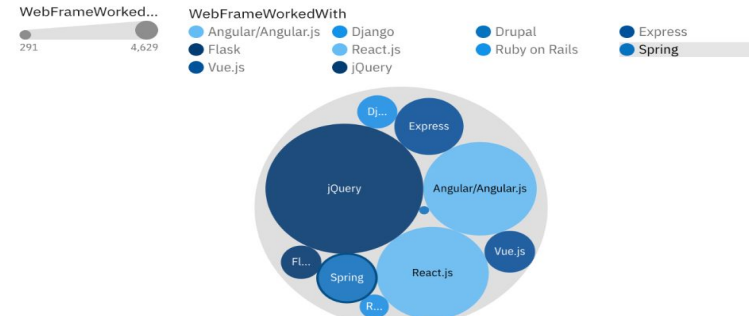 WebFrameWorked...
291 4,629
WebFrameWorkedWith
Angular/Angular.js Django Drupal Express
Flask React.js Ruby on Rails Spring
Vue.js jQuery
Dj...
Express
jQuery
Angular/Angular.js
Vue.js
Fl...
Spring
React.js
R...